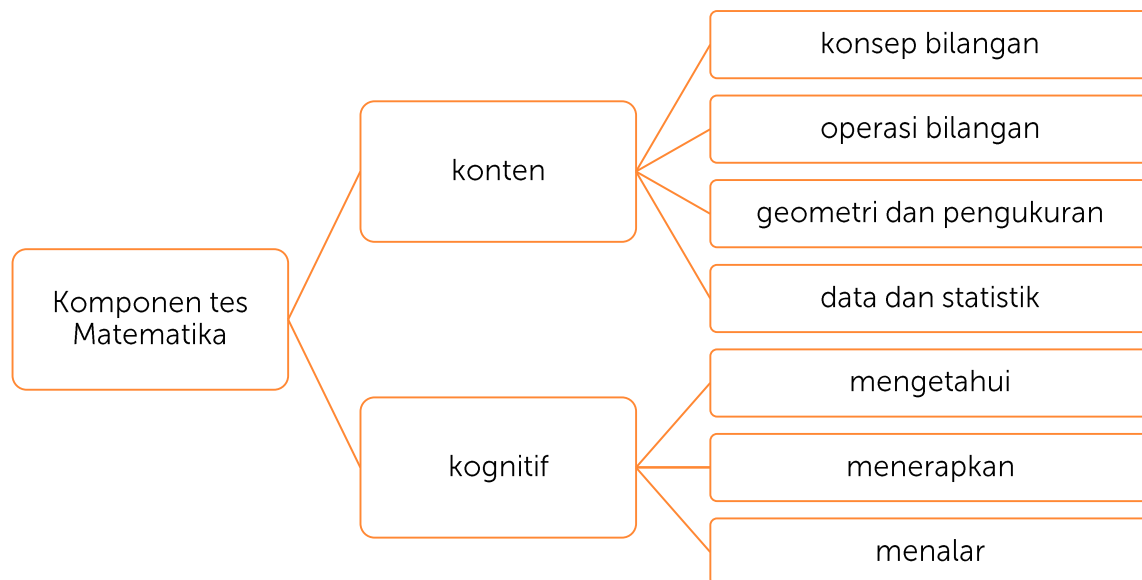 Komponen tes
Matematika
konten
konsep bilangan
operasi bilangan
geometri dan pengukuran
data dan statistik
kognitif
mengetahui
menerapkan
menalar